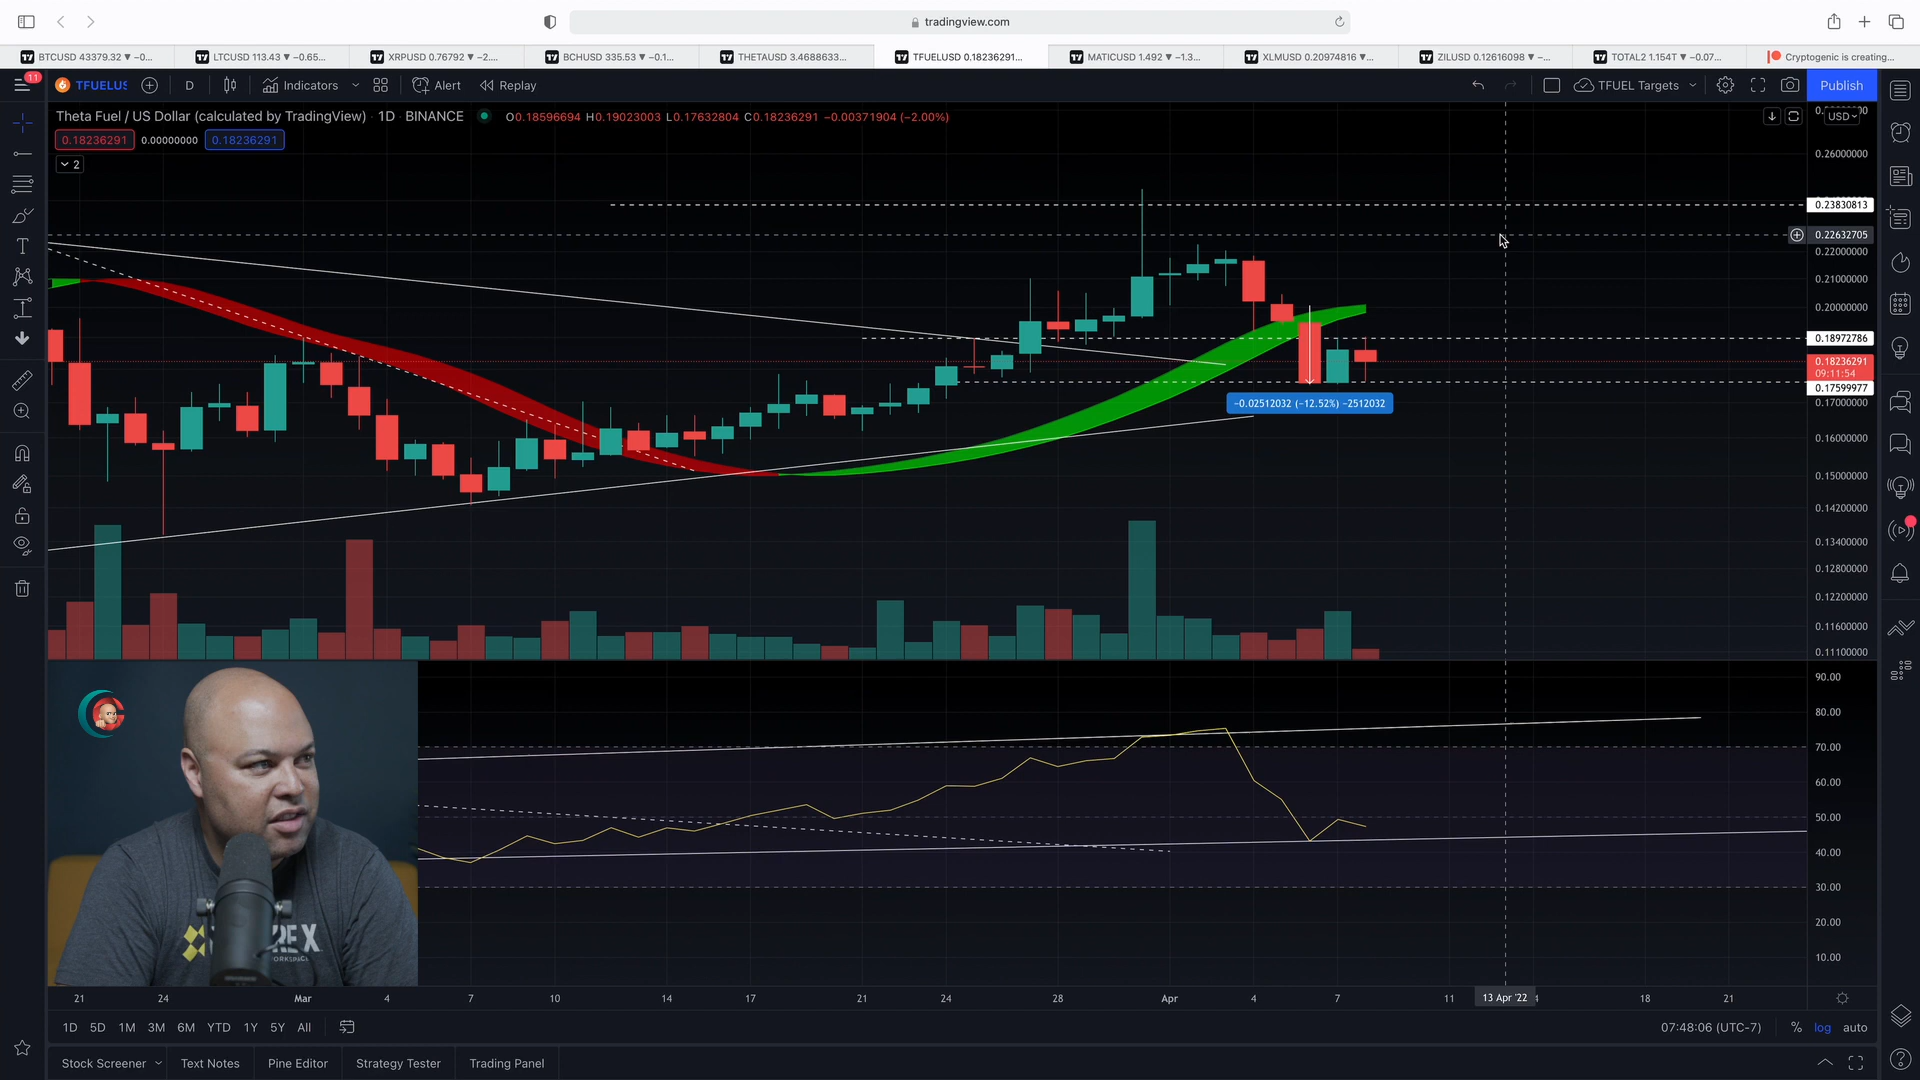 tradingview.com
BTCUSD 43379.32 ▼ −0...
LTCUSD 113.43 ▼ −0.65...
XRPUSD 0.76792 ▼ −2....
BCHUSD 335.53 ▼ −0.1...
THETAUSD 3.4688633...
TFUELUSD 0.18236291...
MATICUSD 1.492 ▼ −1.3...
XLMUSD 0.20974816 ▼...
ZILUSD 0.12616098 ▼ −...
TOTAL2 1.154T ▼ −0.07...
Cryptogenic is creating...
11
TFUELUS
D
Indicators
Alert
Replay
TFUEL Targets
Publish
Theta Fuel / US Dollar (calculated by TradingView) · 1D · BINANCE
O0.18596694 H0.19023003 L0.17632804 C0.18236291 −0.00371904 (−2.00%)
0.18236291 0.00000000 0.18236291
2
USD
0.26000000
0.23830813
0.22632705
0.22000000
0.21000000
0.20000000
0.18972786
0.18236291
09:11:54
0.17599977
0.17000000
0.16000000
0.15000000
0.14200000
0.13400000
0.12800000
0.12200000
0.11600000
0.11100000
−0.02512032 (−12.52%) −2512032
90.00
80.00
70.00
60.00
50.00
40.00
30.00
20.00
10.00
21 24 Mar 4 7 10 14 17 21 24 28 Apr 4 7 11 13 Apr '22 18 21
1D 5D 1M 3M 6M YTD 1Y 5Y All
07:48:06 (UTC-7)
% log auto
Stock Screener
Text Notes
Pine Editor
Strategy Tester
Trading Panel